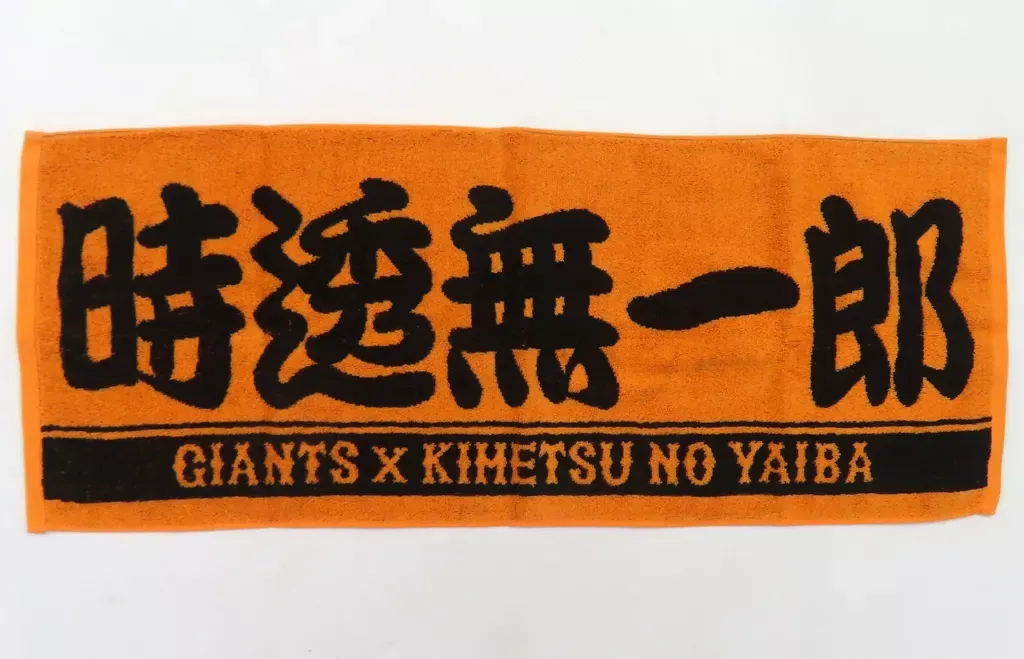 時透無一郎
GIANTS X KIMETSU NO YAIBA